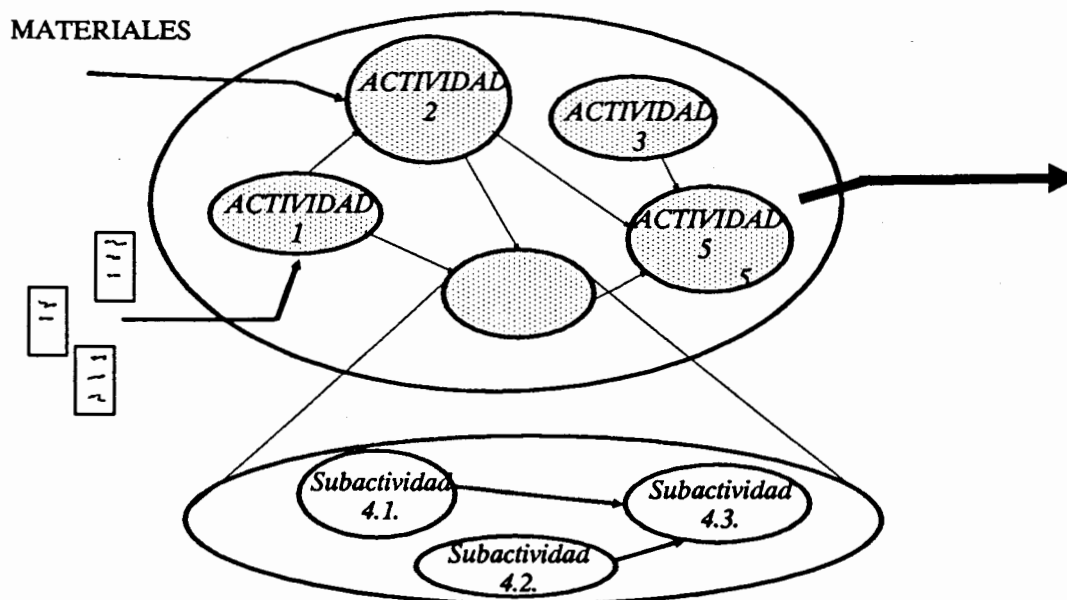 MATERIALES
ACTIVIDAD
2
ACTIVIDAD
3
ACTIVIDAD
1
ACTIVIDAD
5
5
Subactividad
4.1.
Subactividad
4.3.
Subactividad
4.2.